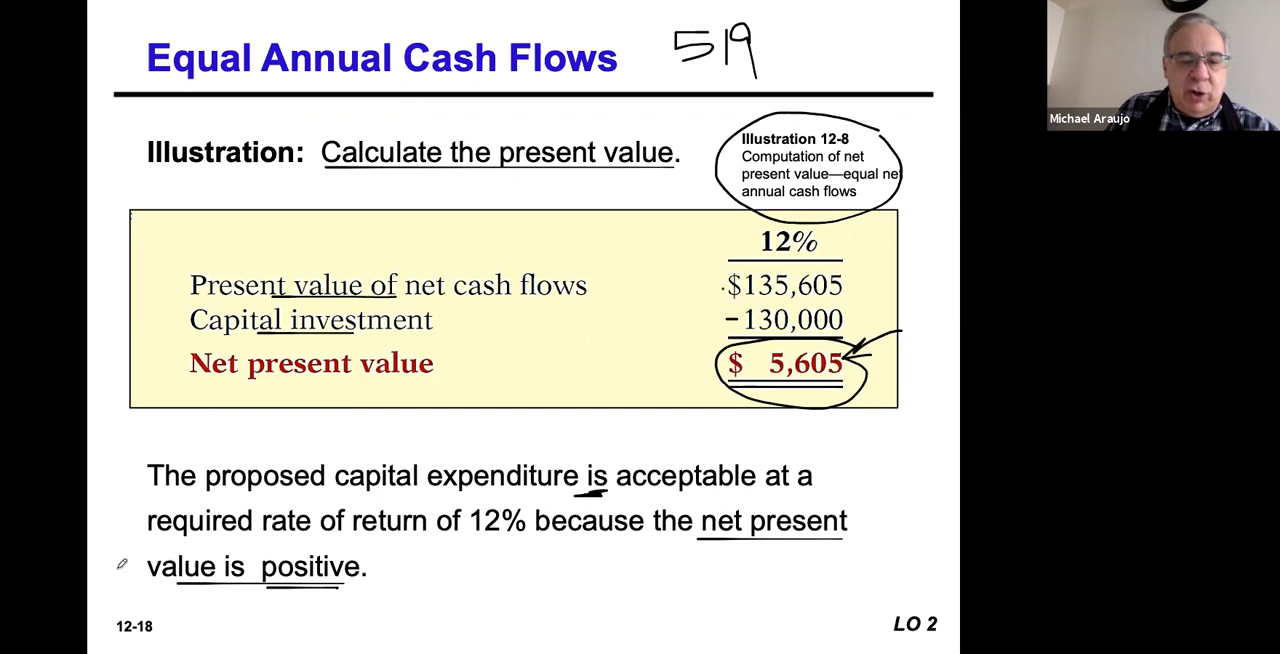 Equal Annual Cash Flows
519
Illustration: Calculate the present value.
Illustration 12-8
Computation of net
present value—equal net
annual cash flows
12%
Present value of net cash flows $135,605
Capital investment −130,000
Net present value $ 5,605
The proposed capital expenditure is acceptable at a
required rate of return of 12% because the net present
value is positive.
12-18
LO 2
Michael Araujo